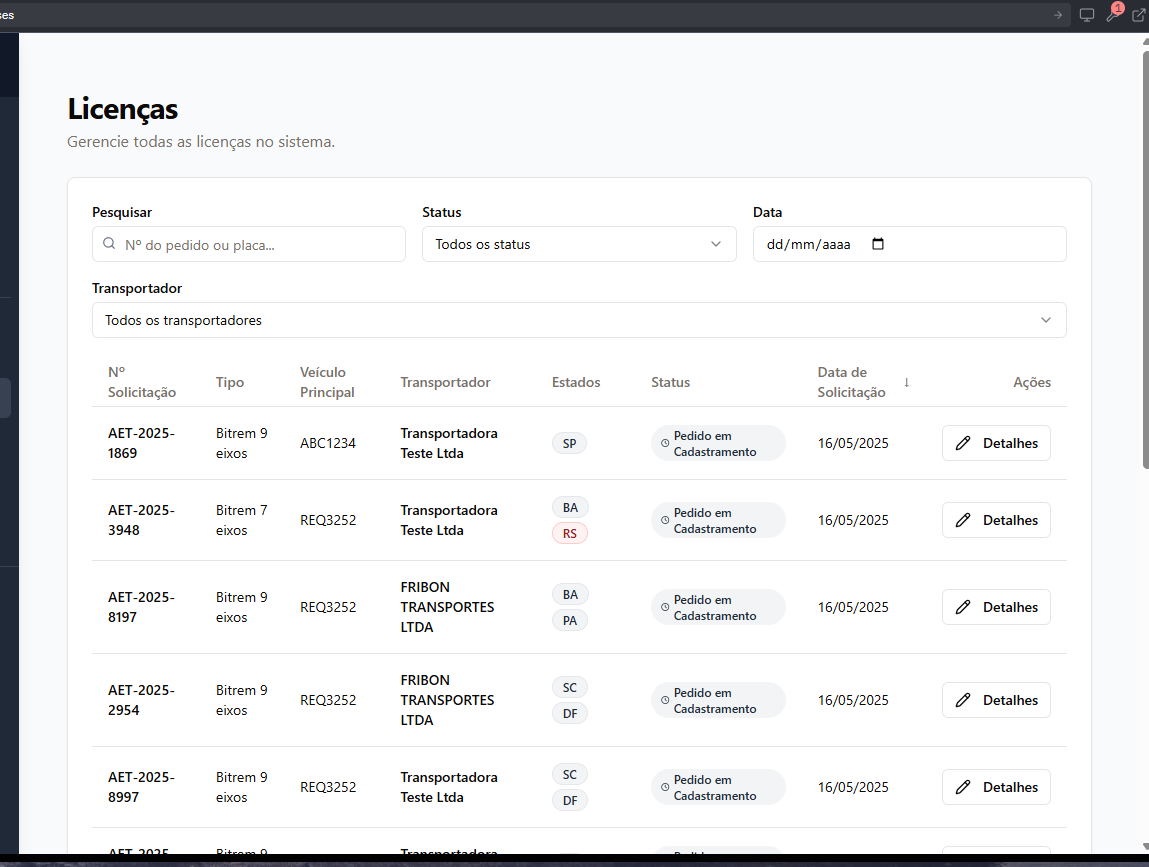 ses
1
Licenças
Gerencie todas as licenças no sistema.
Pesquisar
Status
Data
Nº do pedido ou placa...
Todos os status
dd/mm/aaaa
Transportador
Todos os transportadores
Nº
Solicitação
Tipo
Veículo
Principal
Transportador
Estados
Status
Data de
Solicitação
↓
Ações
AET-2025-
1869
Bitrem 9
eixos
ABC1234
Transportadora
Teste Ltda
SP
Pedido em
Cadastramento
16/05/2025
Detalhes
AET-2025-
3948
Bitrem 7
eixos
REQ3252
Transportadora
Teste Ltda
BA
RS
Pedido em
Cadastramento
16/05/2025
Detalhes
AET-2025-
8197
Bitrem 9
eixos
REQ3252
FRIBON
TRANSPORTES
LTDA
BA
PA
Pedido em
Cadastramento
16/05/2025
Detalhes
AET-2025-
2954
Bitrem 9
eixos
REQ3252
FRIBON
TRANSPORTES
LTDA
SC
DF
Pedido em
Cadastramento
16/05/2025
Detalhes
AET-2025-
8997
Bitrem 9
eixos
REQ3252
Transportadora
Teste Ltda
SC
DF
Pedido em
Cadastramento
16/05/2025
Detalhes
AET-2025-
Bitrem 9
Transportadora